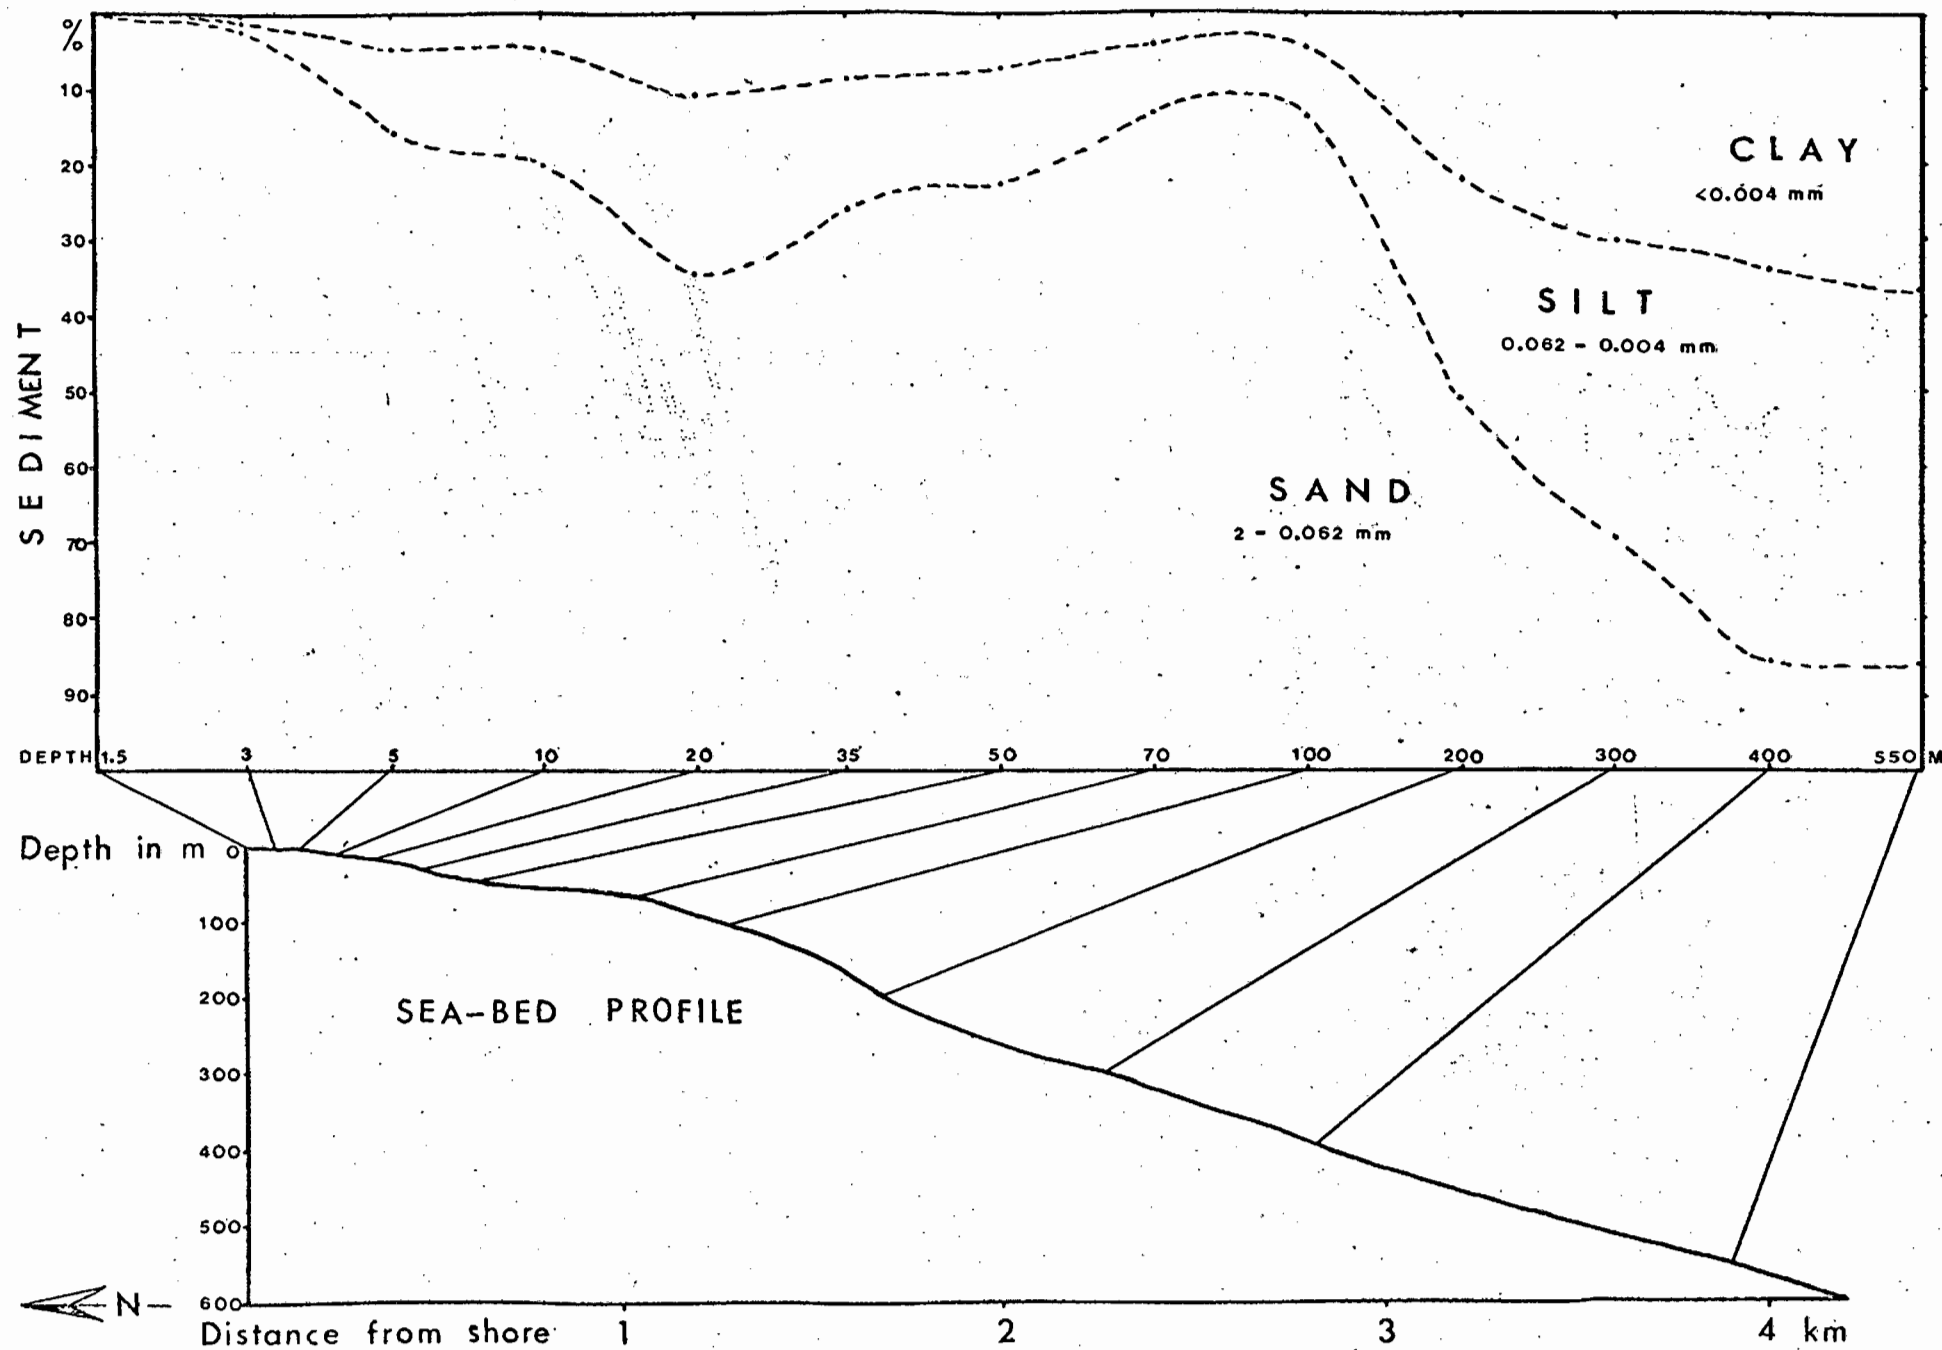 %
10
20
30
40
50
60
70
80
90
SEDIMENT
CLAY
<0.004 mm
SILT
0.062 - 0.004 mm
SAND
2 - 0.062 mm
DEPTH 1.5 3 5 10 20 35 50 70 100 200 300 400 550 M
Depth in m 0
100
200
300
400
500
600
SEA-BED PROFILE
N
Distance from shore 1 2 3 4 km